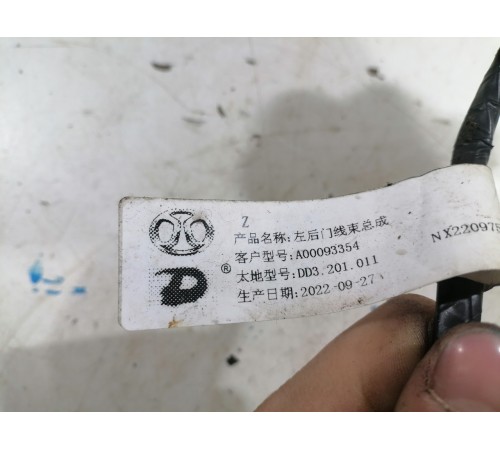 Z
产品名称:左后门线束总成
客户型号:A00093354
太地型号:DD3.201.011
生产日期:2022-09-27
D®
NX220978